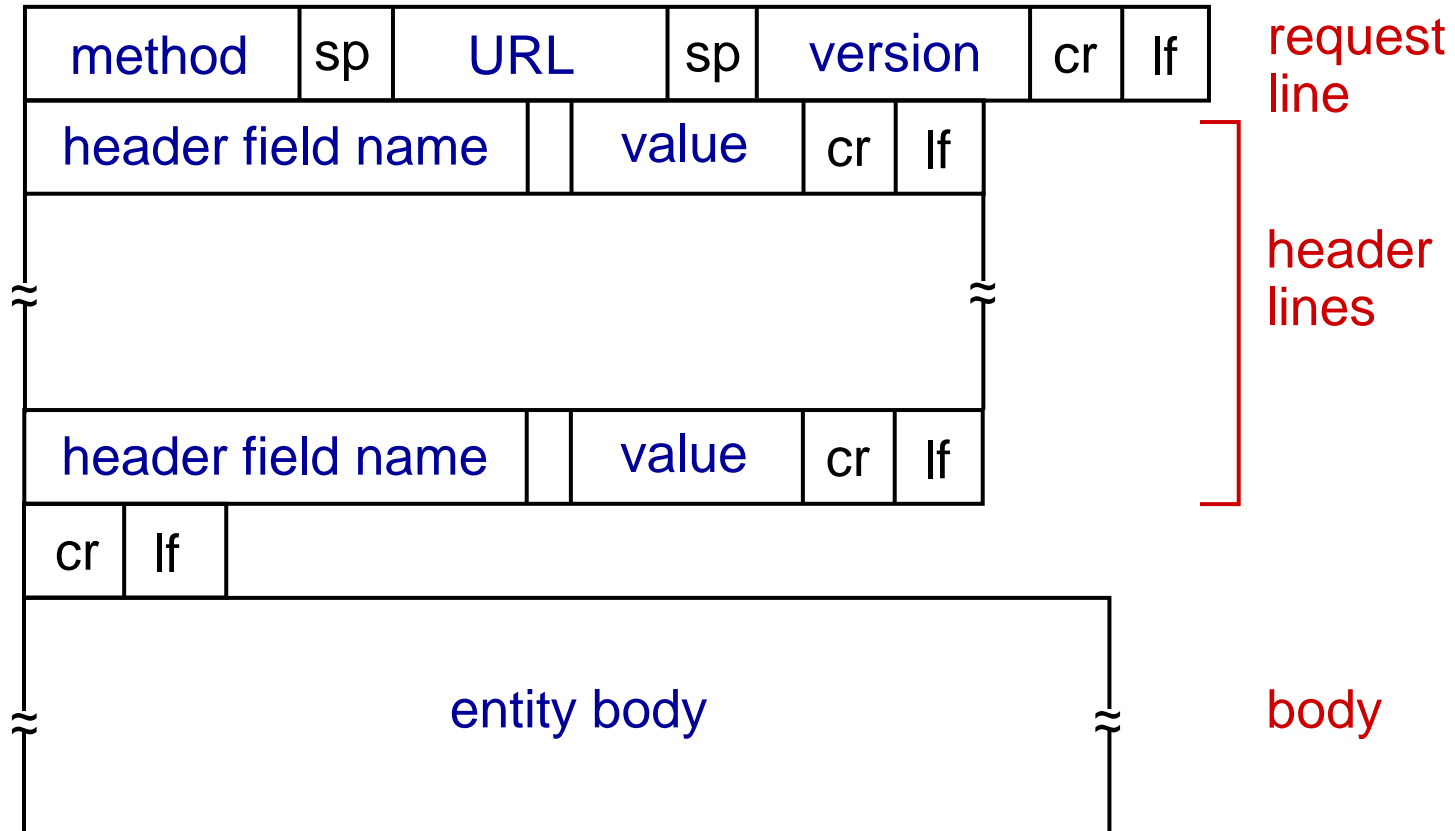 method sp URL sp version cr lf request
line
header field name value cr lf
header
lines
header field name value cr lf
cr lf
entity body body